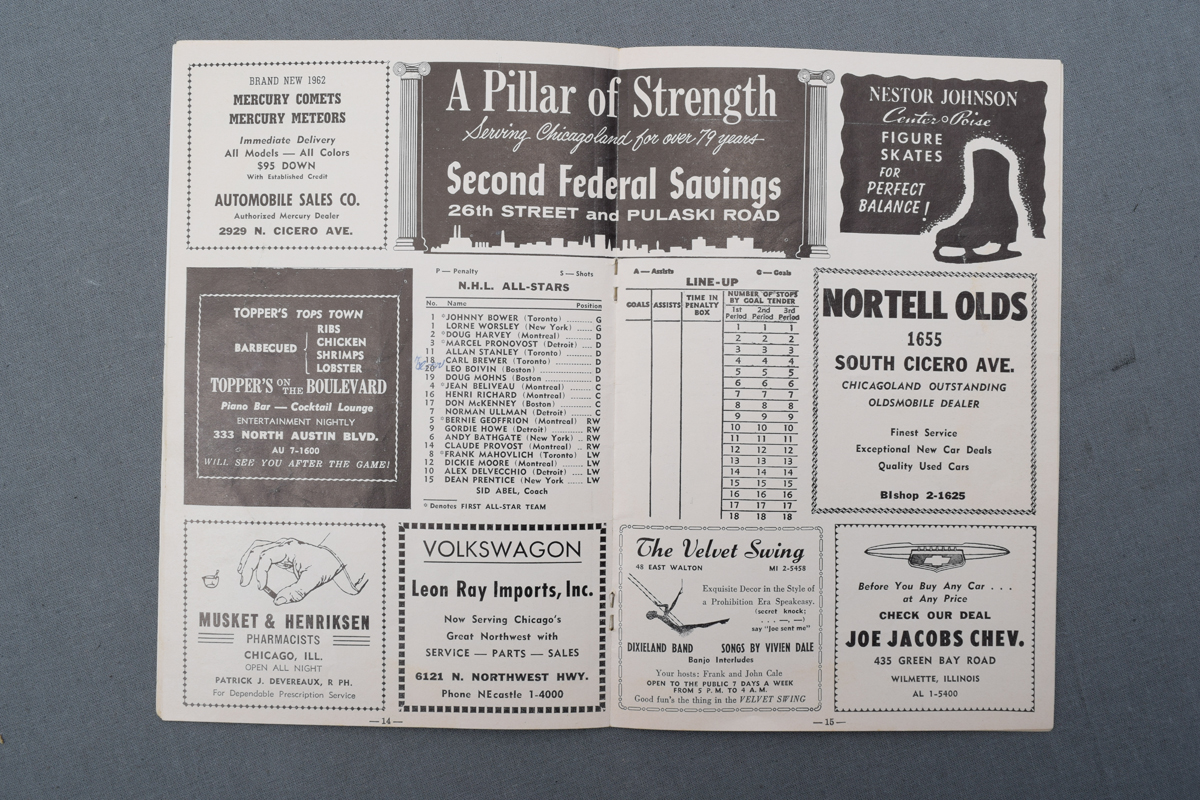 BRAND NEW 1962
MERCURY COMETS
MERCURY METEORS
Immediate Delivery
All Models — All Colors
$95 DOWN
With Established Credit
AUTOMOBILE SALES CO.
Authorized Mercury Dealer
2929 N. CICERO AVE.
A Pillar of Strength
Serving Chicagoland for over 79 years
Second Federal Savings
26th STREET and PULASKI ROAD
NESTOR JOHNSON
Center-Poise
FIGURE
SKATES
FOR
PERFECT
BALANCE!
TOPPER'S TOPS TOWN
BARBECUED
RIBS
CHICKEN
SHRIMPS
LOBSTER
TOPPER'S ON THE BOULEVARD
Piano Bar — Cocktail Lounge
ENTERTAINMENT NIGHTLY
333 NORTH AUSTIN BLVD.
AU 7-1600
WILL SEE YOU AFTER THE GAME!
P — Penalty S — Shots
N.H.L. ALL-STARS
No. Name Position
1 *JOHNNY BOWER (Toronto) G
1 LORNE WORSLEY (New York) G
2 *DOUG HARVEY (Montreal) D
3 *MARCEL PRONOVOST (Detroit) D
11 ALLAN STANLEY (Toronto) D
18 CARL BREWER (Toronto) D
20 LEO BOIVIN (Boston) D
19 DOUG MOHNS (Boston D
4 *JEAN BELIVEAU (Montreal) C
16 HENRI RICHARD (Montreal) C
17 DON McKENNEY (Boston) C
7 NORMAN ULLMAN (Detroit) C
5 *BERNIE GEOFFRION (Montreal) RW
9 GORDIE HOWE (Detroit) RW
6 ANDY BATHGATE (New York) RW
14 CLAUDE PROVOST (Montreal) RW
8 *FRANK MAHOVLICH (Toronto) LW
12 DICKIE MOORE (Montreal) LW
10 ALEX DELVECCHIO (Detroit) LW
15 DEAN PRENTICE (New York LW
SID ABEL, Coach
* Denotes FIRST ALL-STAR TEAM
A — Assists G — Goals
LINE-UP
GOALS ASSISTS TIME IN PENALTY BOX NUMBER OF STOPS BY GOAL TENDER
1st Period 2nd Period 3rd Period
1 1 1
2 2 2
3 3 3
4 4 4
5 5 5
6 6 6
7 7 7
8 8 8
9 9 9
10 10 10
11 11 11
12 12 12
13 13 13
14 14 14
15 15 15
16 16 16
17 17 17
18 18 18
NORTELL OLDS
1655
SOUTH CICERO AVE.
CHICAGOLAND OUTSTANDING
OLDSMOBILE DEALER
Finest Service
Exceptional New Car Deals
Quality Used Cars
BIshop 2-1625
MUSKET & HENRIKSEN
PHARMACISTS
CHICAGO, ILL.
OPEN ALL NIGHT
PATRICK J. DEVEREAUX, R PH.
For Dependable Prescription Service
VOLKSWAGON
Leon Ray Imports, Inc.
Now Serving Chicago's
Great Northwest with
SERVICE — PARTS — SALES
6121 N. NORTHWEST HWY.
Phone NEcastle 1-4000
The Velvet Swing
48 EAST WALTON MI 2-5458
Exquisite Decor in the Style of
a Prohibition Era Speakeasy.
(secret knock;
. . . —, —)
say "Joe sent me"
DIXIELAND BAND SONGS BY VIVIEN DALE
Banjo Interludes
Your hosts: Frank and John Cale
OPEN TO THE PUBLIC 7 DAYS A WEEK
FROM 5 P. M. TO 4 A. M.
Good fun's the thing in the VELVET SWING
Before You Buy Any Car . . .
at Any Price
CHECK OUR DEAL
JOE JACOBS CHEV.
435 GREEN BAY ROAD
WILMETTE, ILLINOIS
AL 1-5400
—14—
—15—